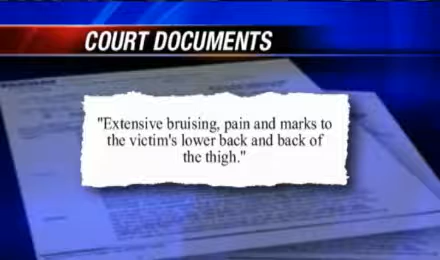 COURT DOCUMENTS
"Extensive bruising, pain and marks to
the victim's lower back and back of
the thigh."